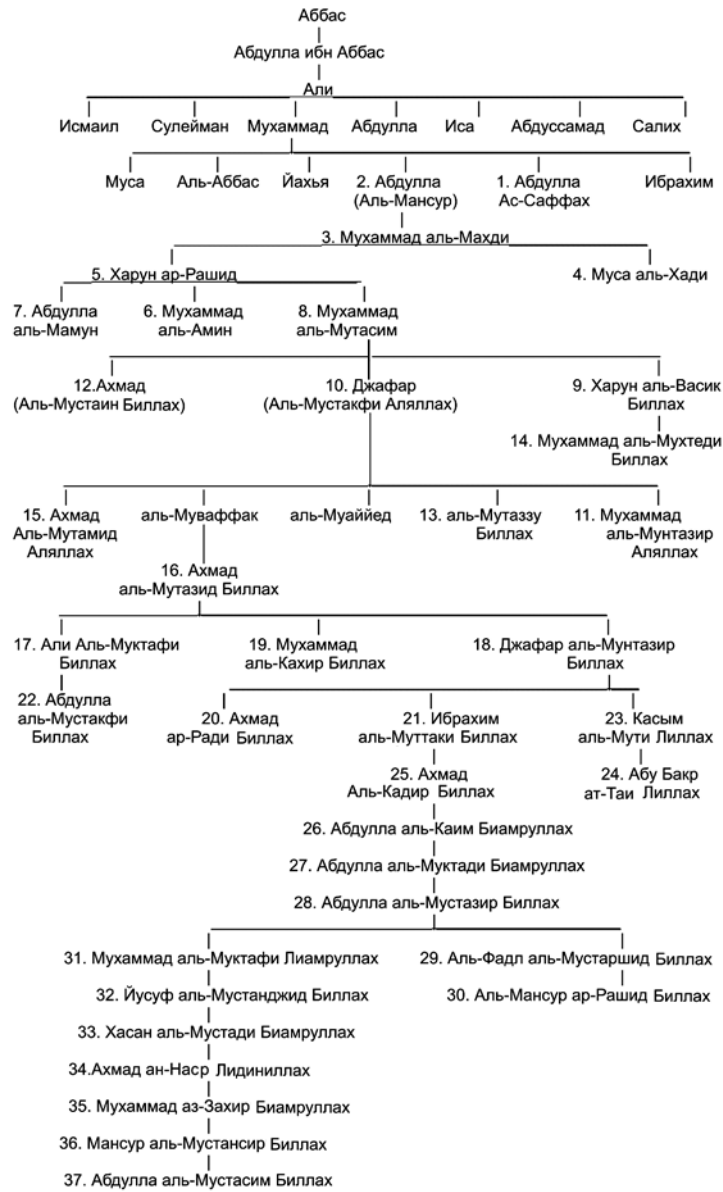 Аббас
Абдулла ибн Аббас
Али
Исмаил Сулейман Мухаммад Абдулла Иса Абдуссамад Салих
Муса Аль-Аббас Йахья 2. Абдулла 1. Абдулла Ибрахим
(Аль-Мансур) Ас-Саффах
3. Мухаммад аль-Махди
5. Харун ар-Рашид 4. Муса аль-Хади
7. Абдулла 6. Мухаммад 8. Мухаммад
аль-Мамун аль-Амин аль-Мутасим
12.Ахмад 10. Джафар 9. Харун аль-Васик
(Аль-Мустаин Биллах) (Аль-Мустакфи Аляллах) Биллах
14. Мухаммад аль-Мухтеди
Биллах
15. Ахмад аль-Муваффак аль-Муаййед 13. аль-Мутаззу 11. Мухаммад
Аль-Мутамид Биллах аль-Мунтазир
Аляллах Аляллах
16. Ахмад
аль-Мутазид Биллах
17. Али Аль-Муктафи 19. Мухаммад 18. Джафар аль-Мунтазир
Биллах аль-Кахир Биллах Биллах
22. Абдулла 20. Ахмад 21. Ибрахим 23. Касым
аль-Мустакфи ар-Ради Биллах аль-Муттаки Биллах аль-Мути Лиллах
Биллах
25. Ахмад 24. Абу Бакр
Аль-Кадир Биллах ат-Таи Лиллах
26. Абдулла аль-Каим Биамруллах
27. Абдулла аль-Муктади Биамруллах
28. Абдулла аль-Мустазир Биллах
31. Мухаммад аль-Муктафи Лиамруллах 29. Аль-Фадл аль-Мустаршид Биллах
32. Йусуф аль-Мустанджид Биллах 30. Аль-Мансур ар-Рашид Биллах
33. Хасан аль-Мустади Биамруллах
34.Ахмад ан-Наср Лидиниллах
35. Мухаммад аз-Захир Биамруллах
36. Мансур аль-Мустансир Биллах
37. Абдулла аль-Мустасим Биллах